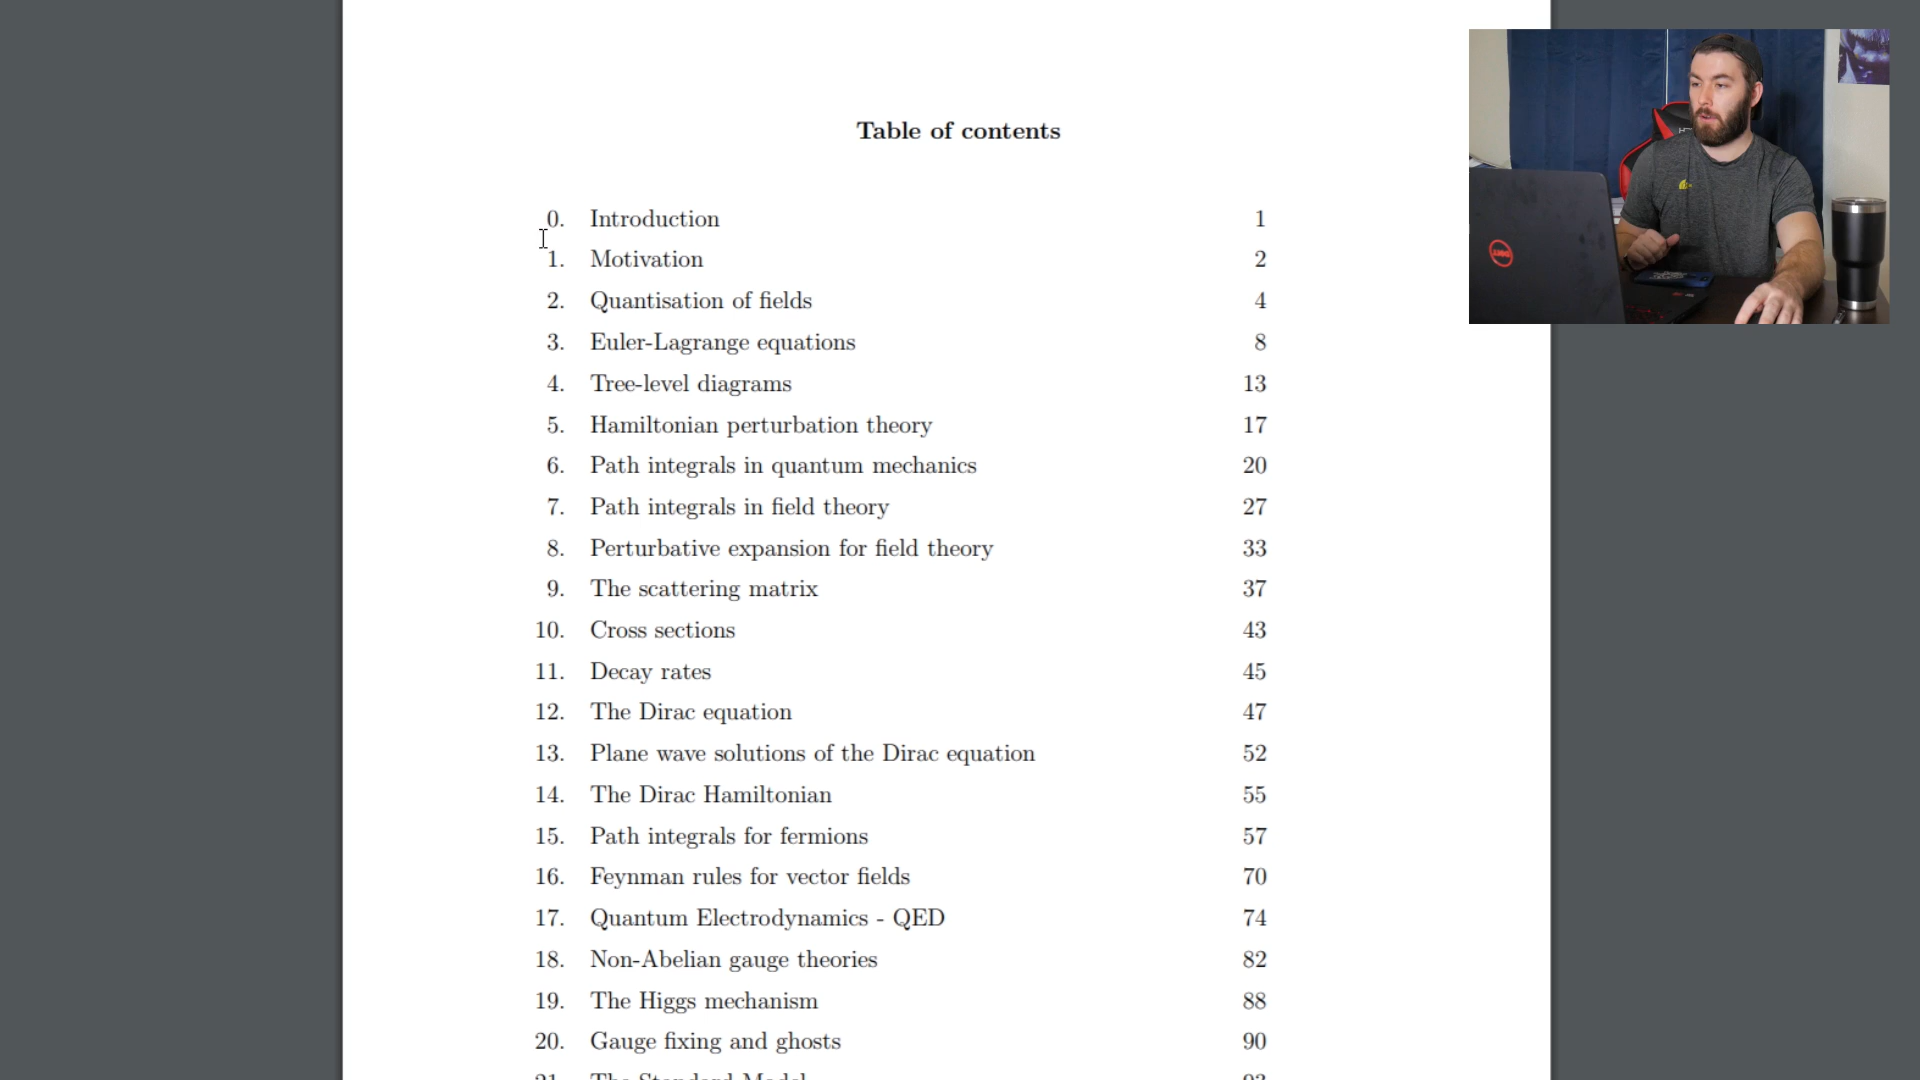 Table of contents
0. Introduction 1
1. Motivation 2
2. Quantisation of fields 4
3. Euler-Lagrange equations 8
4. Tree-level diagrams 13
5. Hamiltonian perturbation theory 17
6. Path integrals in quantum mechanics 20
7. Path integrals in field theory 27
8. Perturbative expansion for field theory 33
9. The scattering matrix 37
10. Cross sections 43
11. Decay rates 45
12. The Dirac equation 47
13. Plane wave solutions of the Dirac equation 52
14. The Dirac Hamiltonian 55
15. Path integrals for fermions 57
16. Feynman rules for vector fields 70
17. Quantum Electrodynamics - QED 74
18. Non-Abelian gauge theories 82
19. The Higgs mechanism 88
20. Gauge fixing and ghosts 90
21. The Standard Model 93
DELL